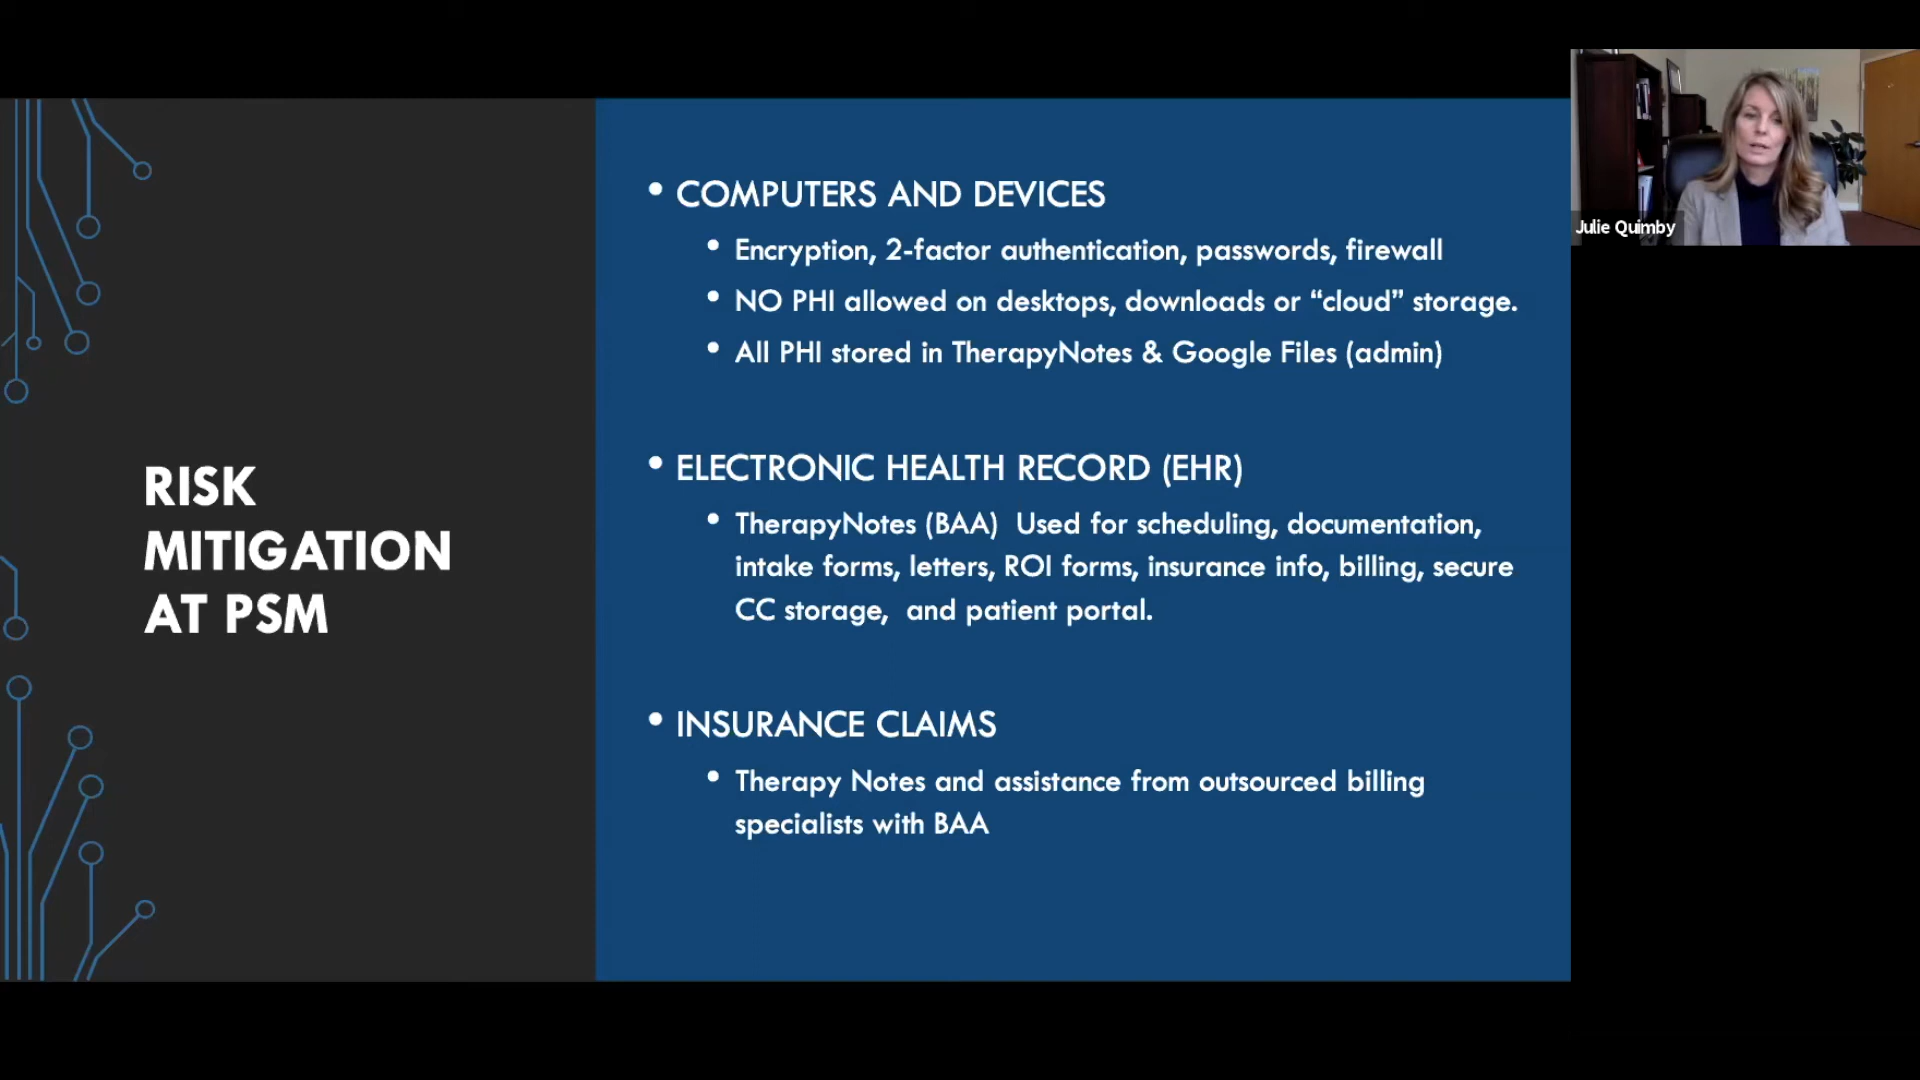 RISK
MITIGATION
AT PSM
• COMPUTERS AND DEVICES
• Encryption, 2-factor authentication, passwords, firewall
• NO PHI allowed on desktops, downloads or “cloud” storage.
• All PHI stored in TherapyNotes & Google Files (admin)
• ELECTRONIC HEALTH RECORD (EHR)
• TherapyNotes (BAA)  Used for scheduling, documentation,
intake forms, letters, ROI forms, insurance info, billing, secure
CC storage,  and patient portal.
• INSURANCE CLAIMS
• Therapy Notes and assistance from outsourced billing
specialists with BAA
Julie Quimby